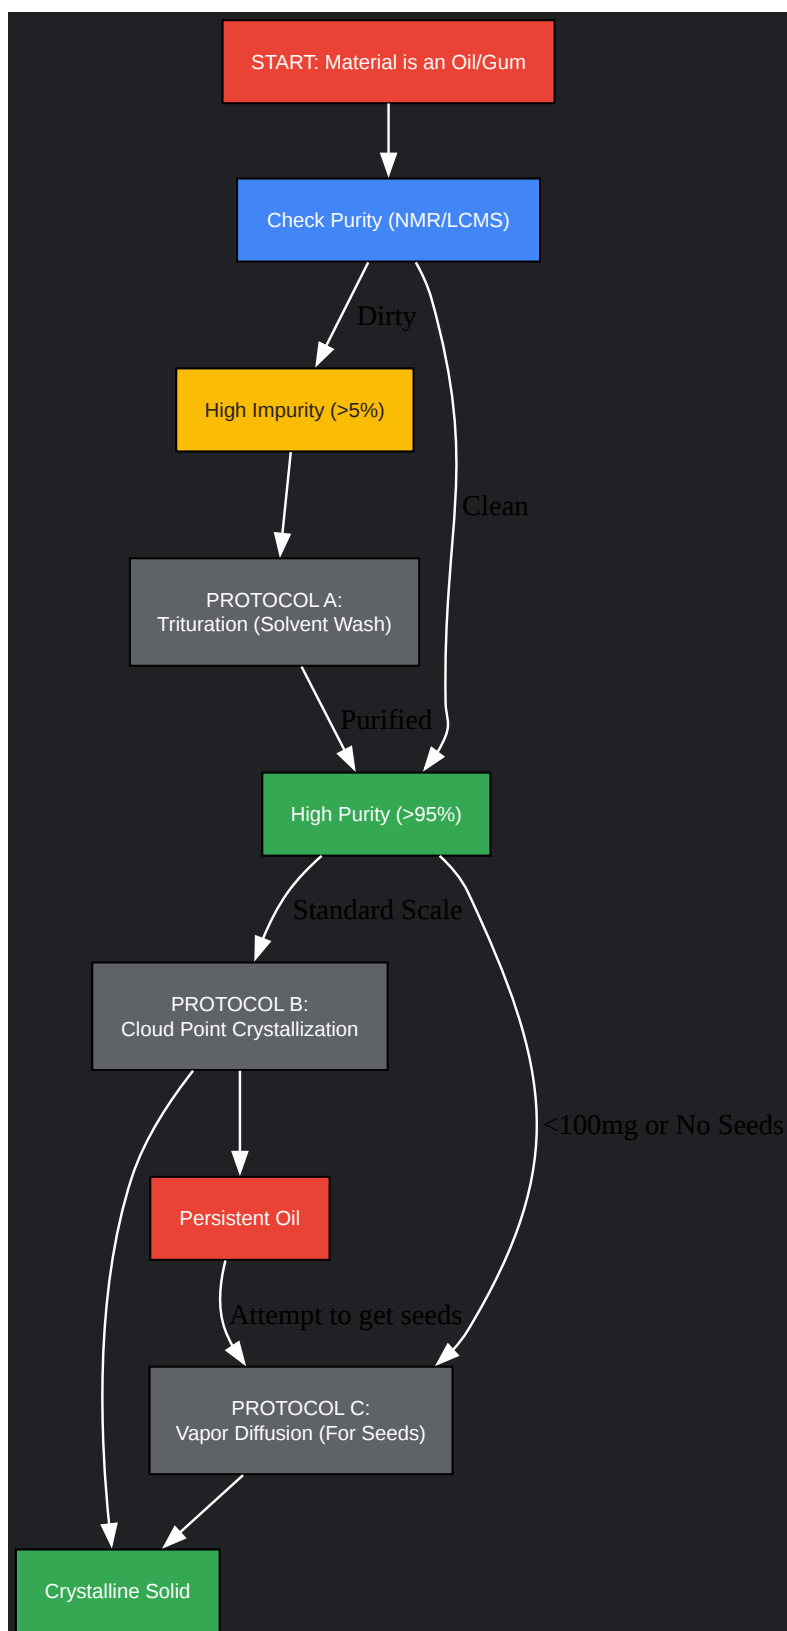 START: Material is an Oil/Gum
Check Purity (NMR/LCMS)
Dirty
High Impurity (>5%)
Clean
PROTOCOL A:
Trituration (Solvent Wash)
Purified
High Purity (>95%)
Standard Scale
PROTOCOL B:
Cloud Point Crystallization
<100mg or No Seeds
Persistent Oil
Attempt to get seeds
PROTOCOL C:
Vapor Diffusion (For Seeds)
Crystalline Solid